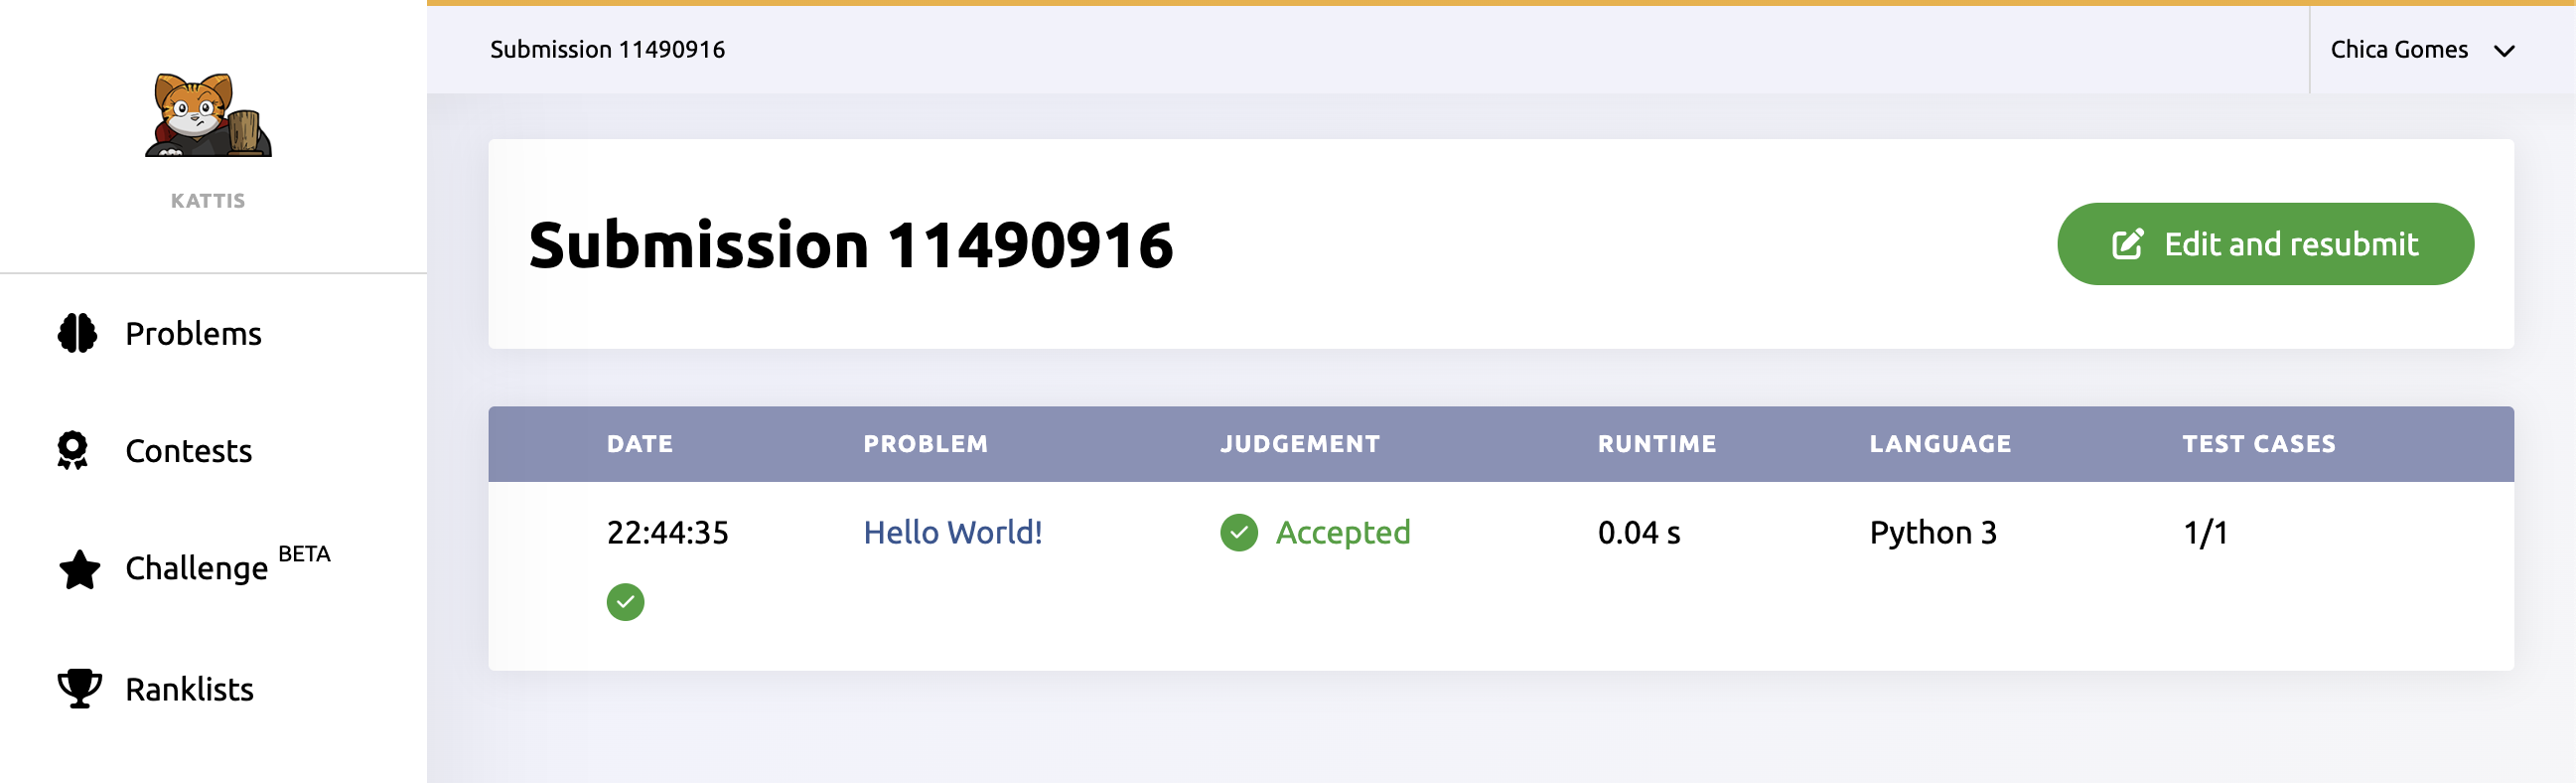 Submission 11490916
Chica Gomes
KATTIS
Submission 11490916
Edit and resubmit
Problems
Contests
Challenge BETA
Ranklists
DATE PROBLEM JUDGEMENT RUNTIME LANGUAGE TEST CASES
22:44:35 Hello World! Accepted 0.04 s Python 3 1/1